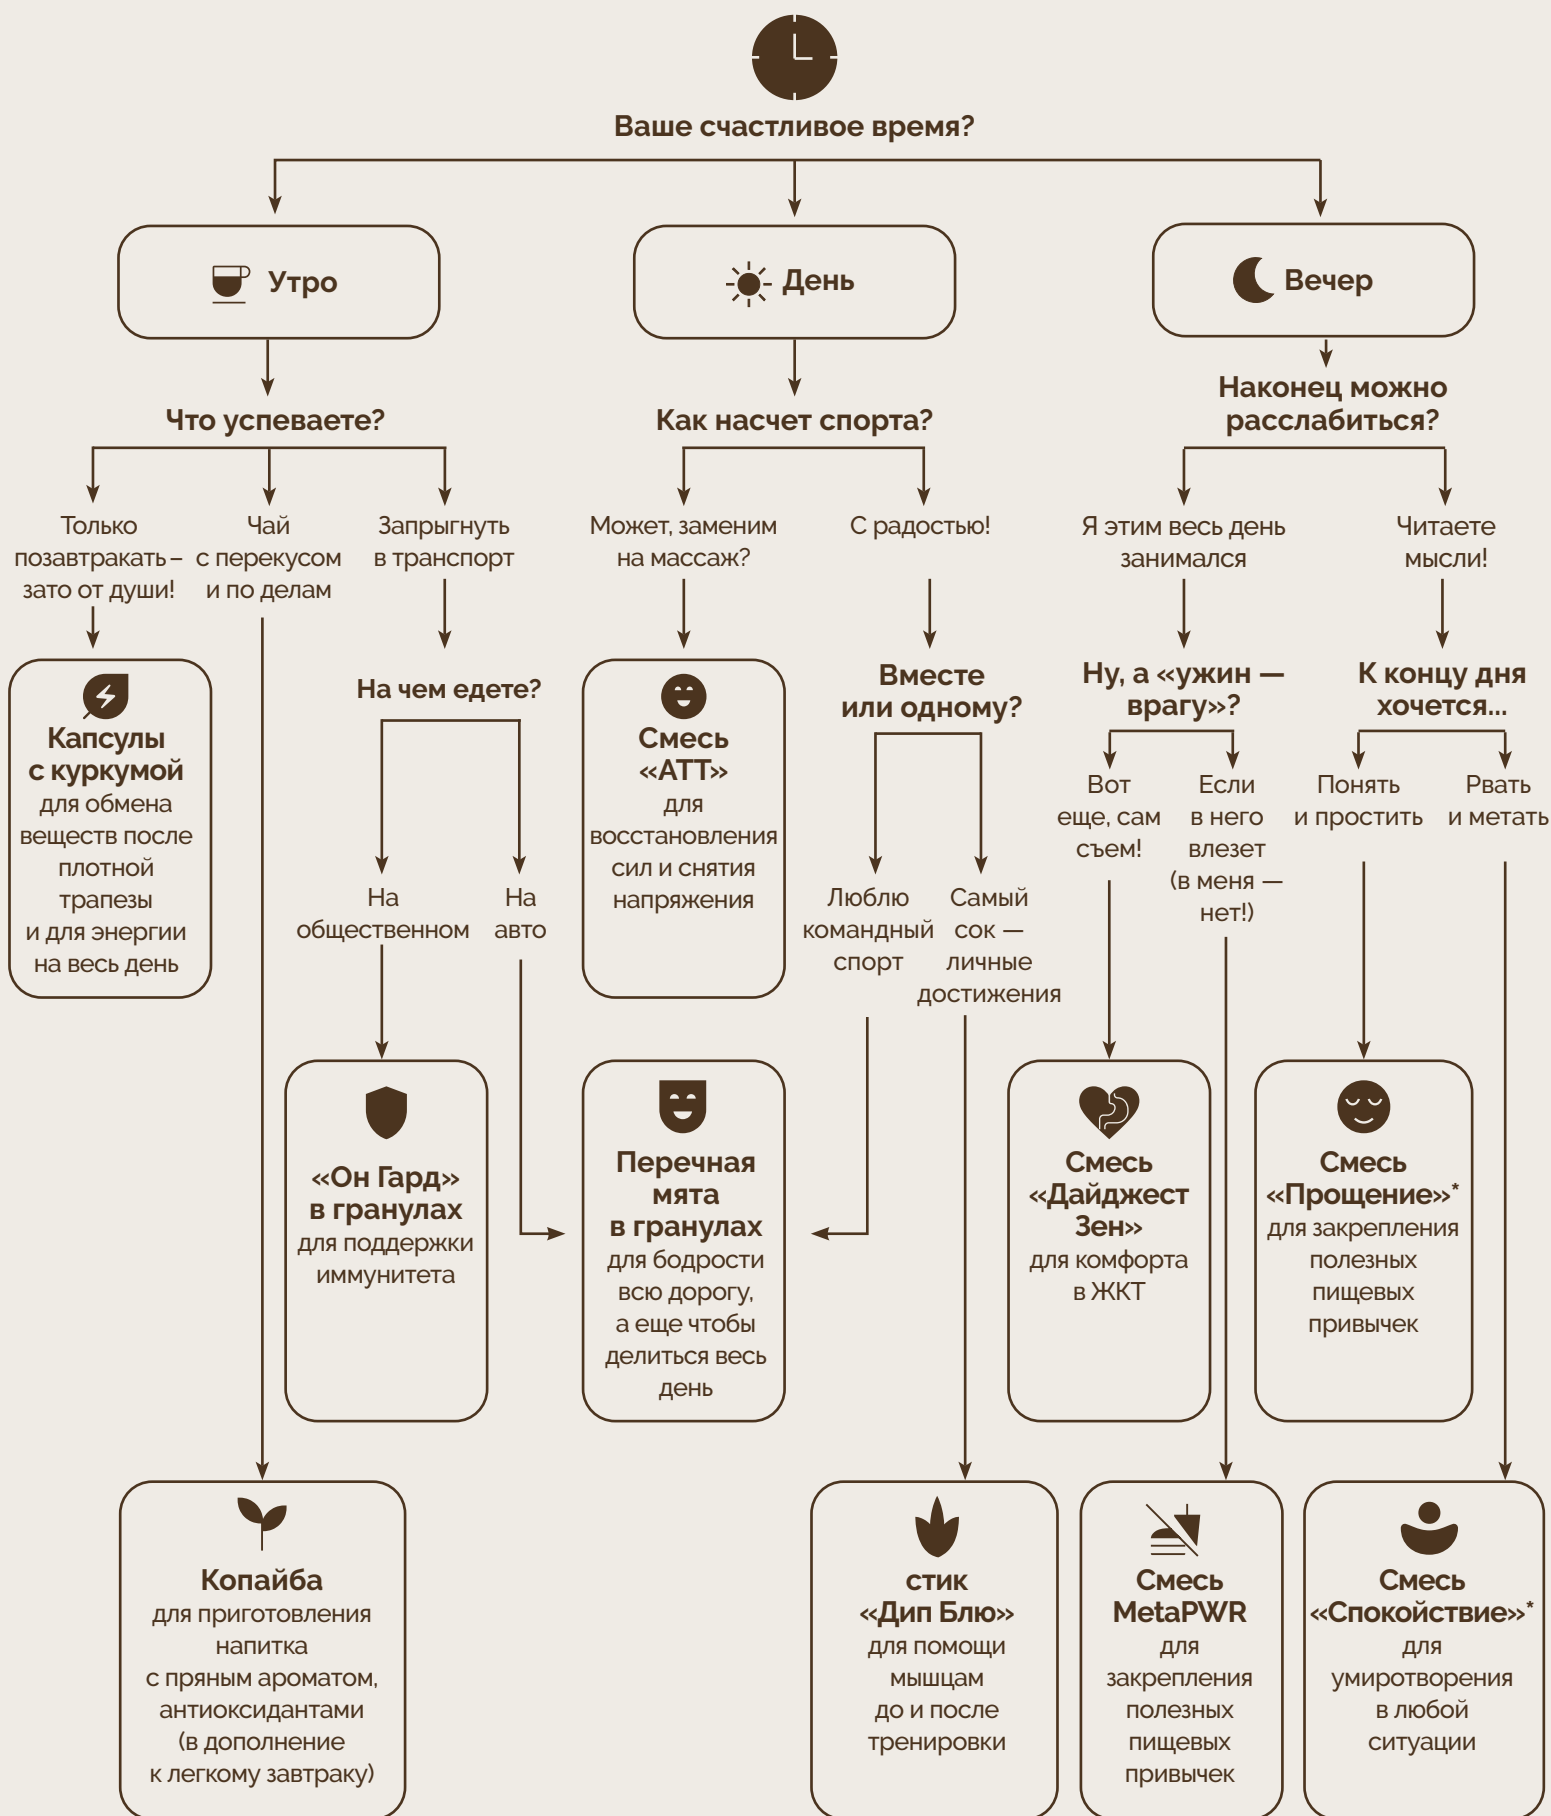 Ваше счастливое время?
Утро
День
Вечер
Что успеваете?
Как насчет спорта?
Наконец можно
расслабиться?
Только
позавтракать –
зато от души!
Чай
с перекусом
и по делам
Запрыгнуть
в транспорт
Может, заменим
на массаж?
С радостью!
Я этим весь день
занимался
Читаете
мысли!
Капсулы
с куркумой
для обмена
веществ после
плотной
трапезы
и для энергии
на весь день
На чем едете?
Смесь
«АТТ»
для
восстановления
сил и снятия
напряжения
Вместе
или одному?
Ну, а «ужин —
врагу»?
К концу дня
хочется...
На
общественном
На
авто
Люблю
командный
спорт
Самый
сок —
личные
достижения
Вот
еще, сам
съем!
Если
в него
влезет
(в меня —
нет!)
Понять
и простить
Рвать
и метать
«Он Гард»
в гранулах
для поддержки
иммунитета
Перечная
мята
в гранулах
для бодрости
всю дорогу,
а еще чтобы
делиться весь
день
Смесь
«Дайджест
Зен»
для комфорта
в ЖКТ
Смесь
«Прощение»*
для закрепления
полезных
пищевых
привычек
Копайба
для приготовления
напитка
с пряным ароматом,
антиоксидантами
(в дополнение
к легкому завтраку)
стик
«Дип Блю»
для помощи
мышцам
до и после
тренировки
Смесь
MetaPWR
для
закрепления
полезных
пищевых
привычек
Смесь
«Спокойствие»*
для
умиротворения
в любой
ситуации